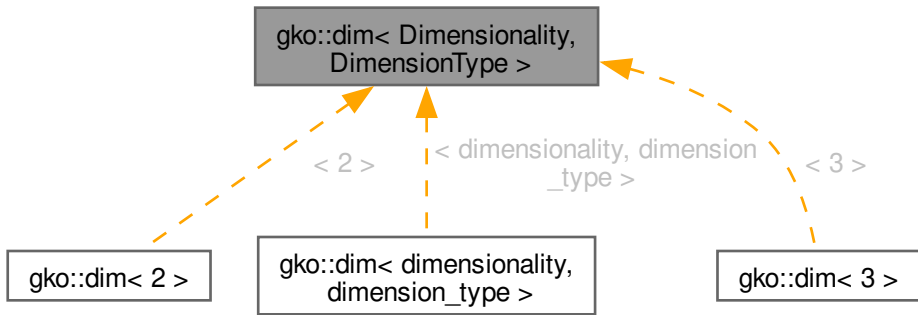 gko::dim< Dimensionality,
DimensionType >
< 2 >
< dimensionality, dimension
_type >
< 3 >
gko::dim< 2 >
gko::dim< dimensionality,
dimension_type >
gko::dim< 3 >